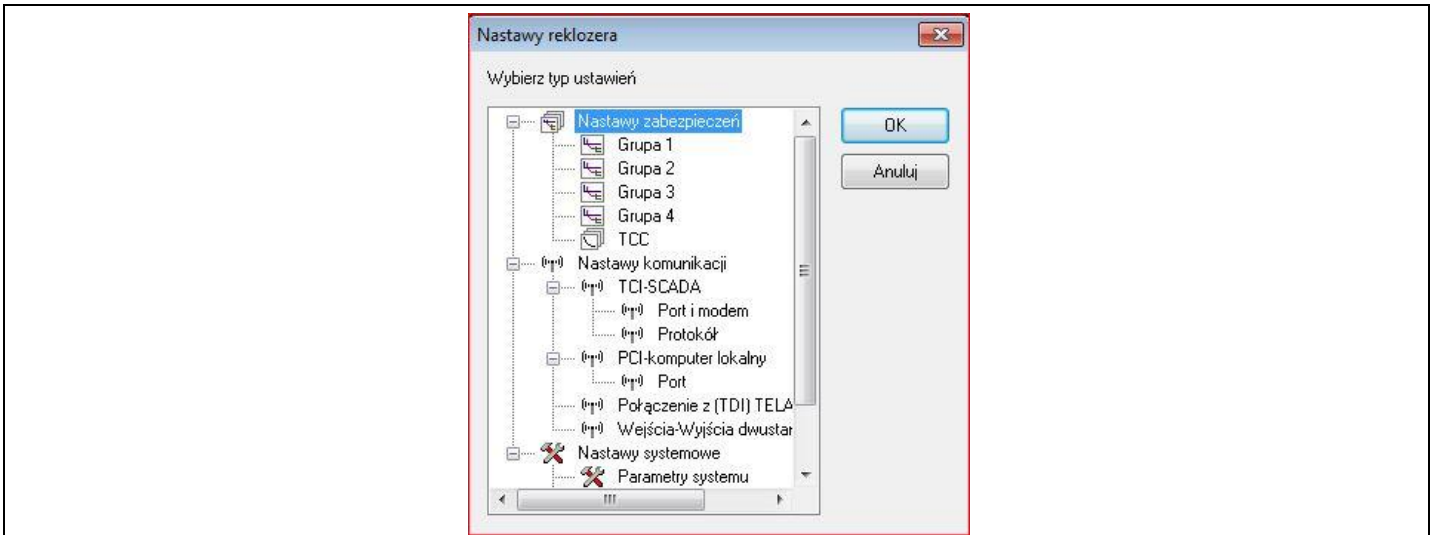 Nastawy reklozera
Wybierz typ ustawień
Nastawy zabezpieczeń
OK
Grupa 1
Grupa 2
Anuluj
Grupa 3
Grupa 4
TCC
Nastawy komunikacji
TCI-SCADA
Port i modem
Protokół
PCI-komputer lokalny
Port
Połączenie z (TDI) TELA
Wejścia-Wyjścia dwustar
Nastawy systemowe
Parametry systemu